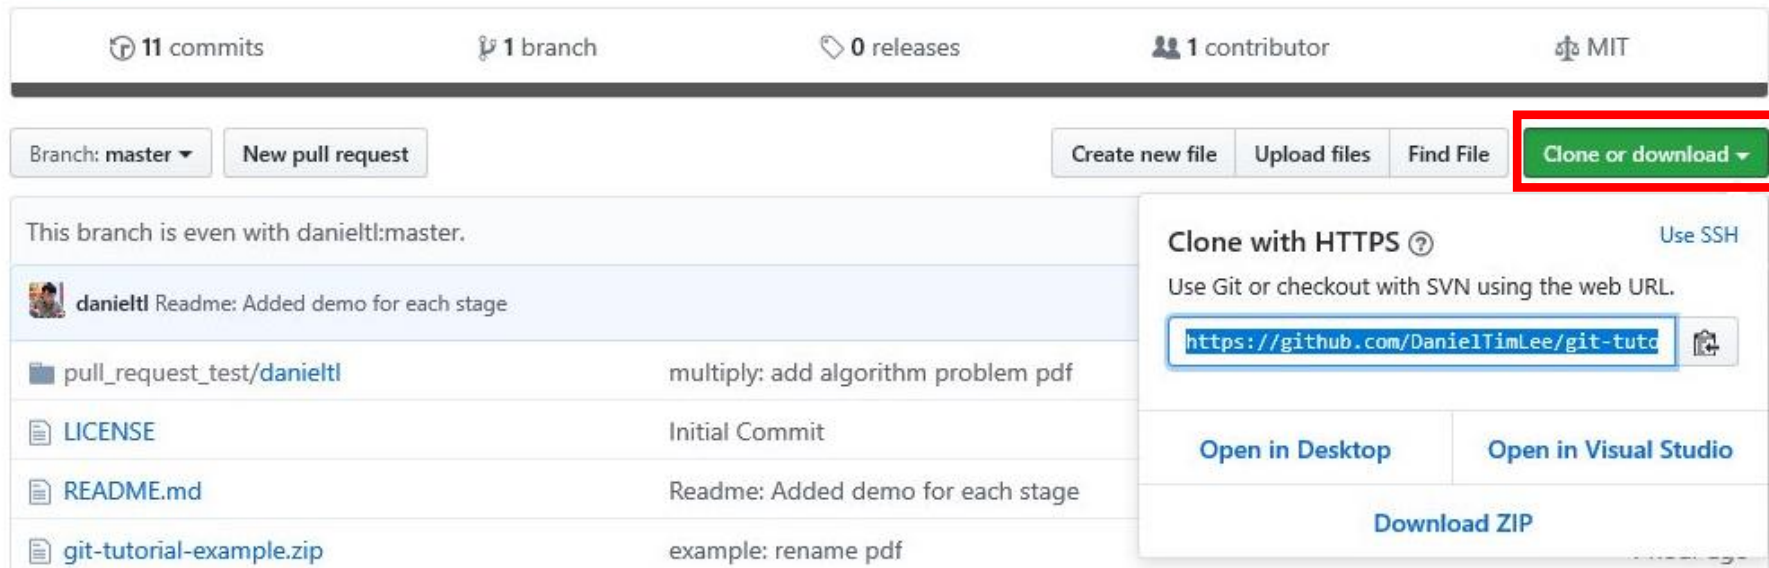 11 commits 1 branch 0 releases 1 contributor MIT
Branch: master New pull request Create new file Upload files Find File Clone or download
This branch is even with danieltl:master.
danieltl Readme: Added demo for each stage
pull_request_test/danieltl multiply: add algorithm problem pdf
LICENSE Initial Commit
README.md Readme: Added demo for each stage
git-tutorial-example.zip example: rename pdf
Clone with HTTPS Use SSH
Use Git or checkout with SVN using the web URL.
https://github.com/DanielTimLee/git-tuto
Open in Desktop Open in Visual Studio
Download ZIP